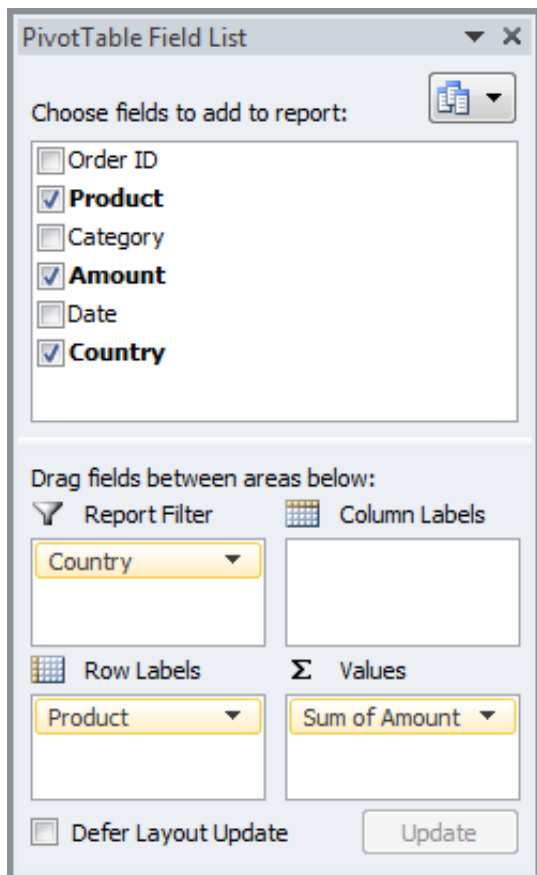 PivotTable Field List
Choose fields to add to report:
Order ID
Product
Category
Amount
Date
Country
Drag fields between areas below:
Report Filter
Column Labels
Country
Row Labels
Σ Values
Product
Sum of Amount
Defer Layout Update
Update